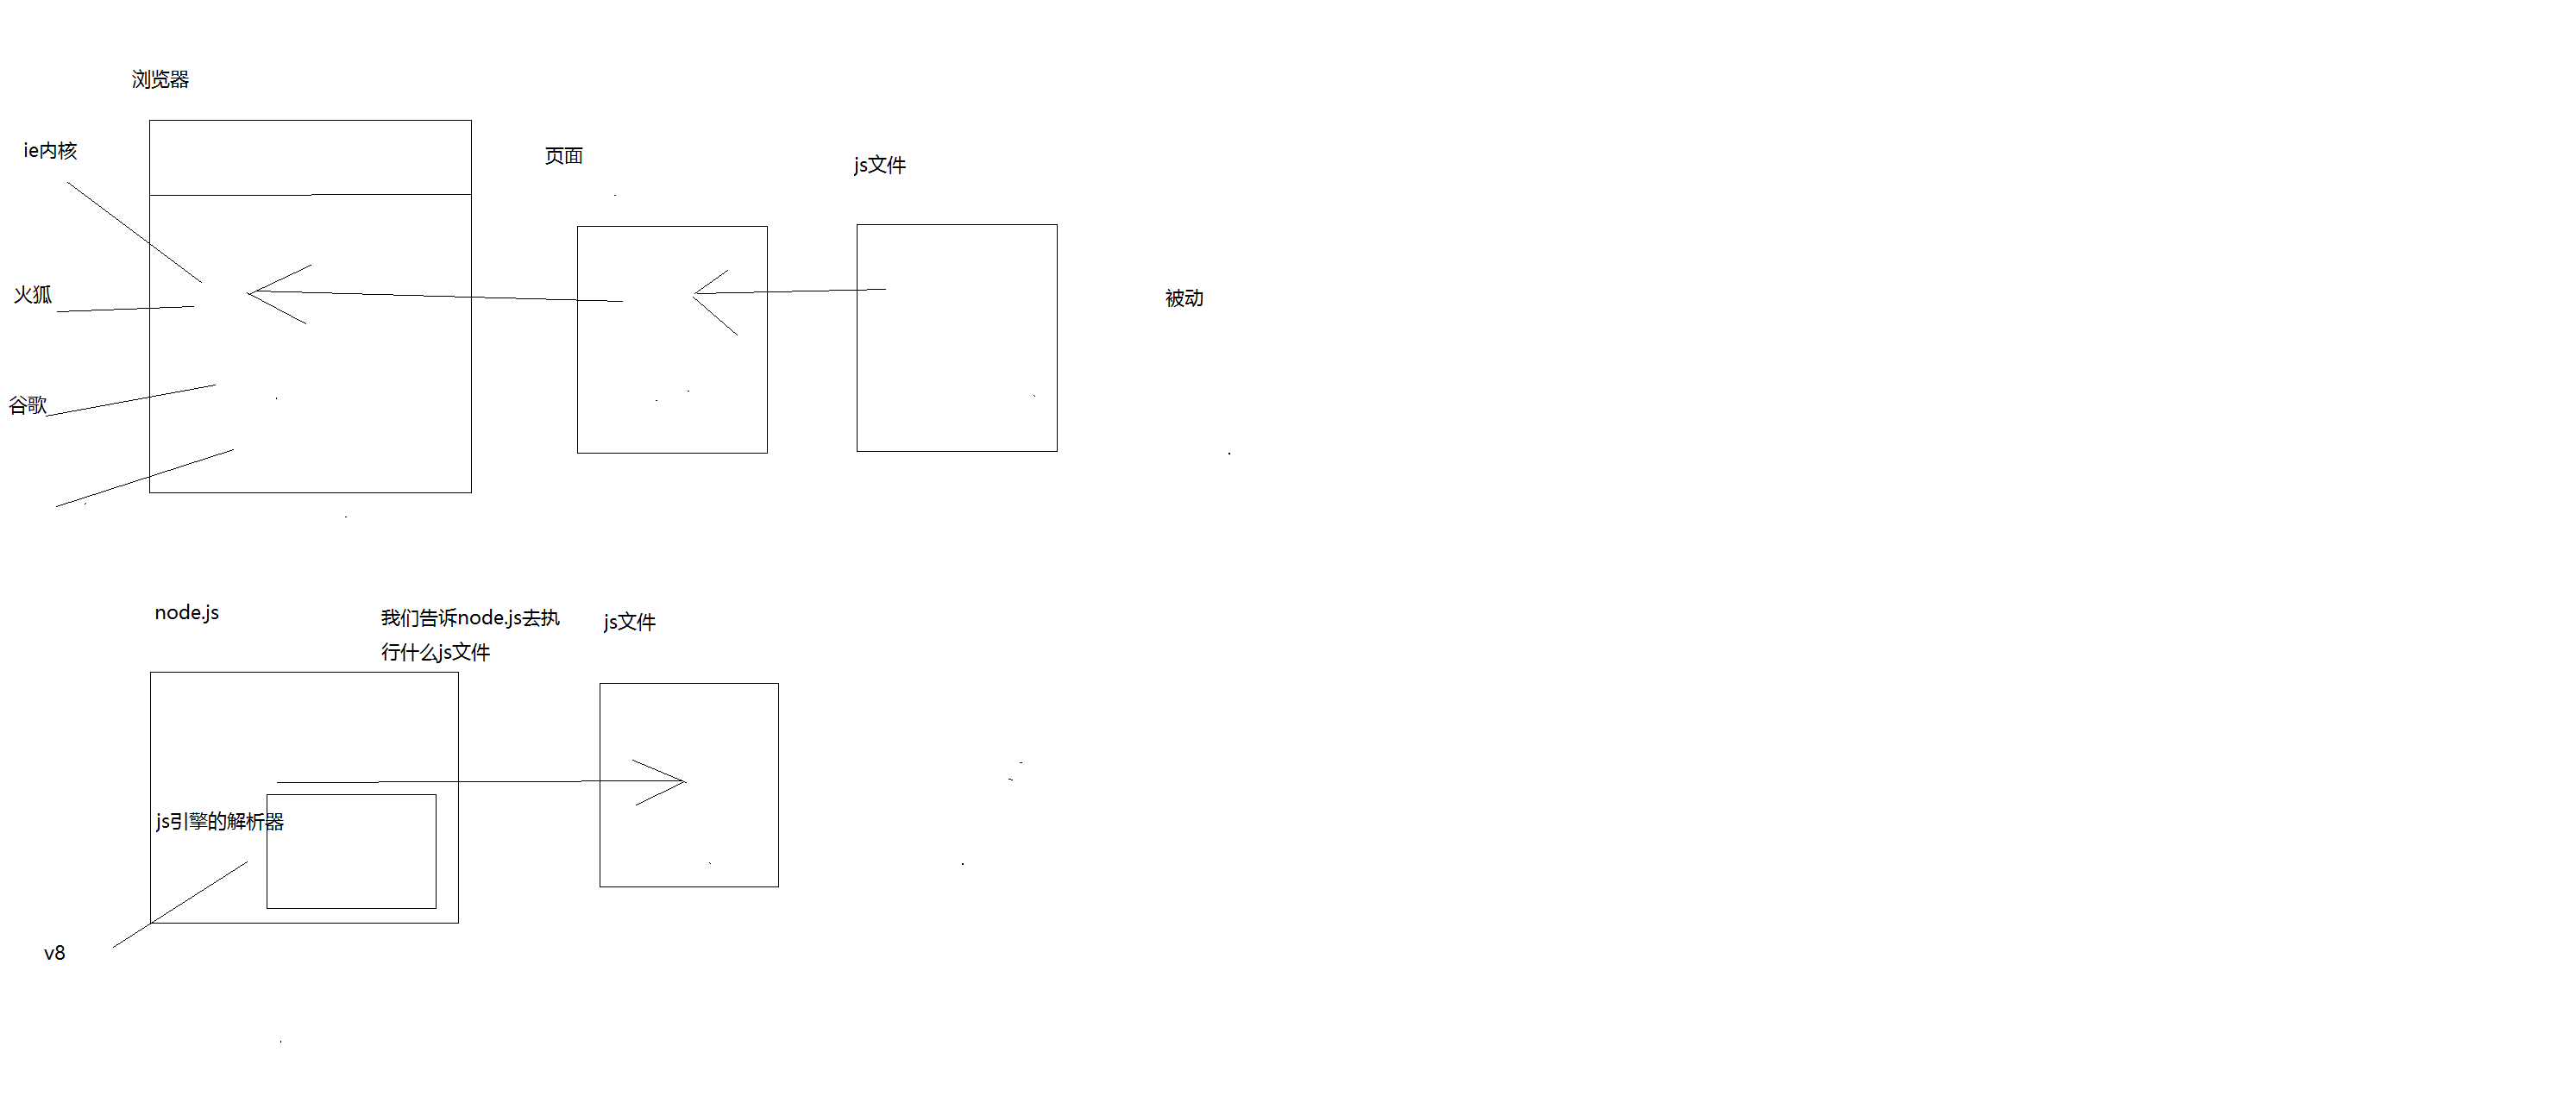 浏览器
ie内核
页面
js文件
火狐
被动
谷歌
node.js
我们告诉node.js去执
行什么js文件
js文件
js引擎的解析器
v8